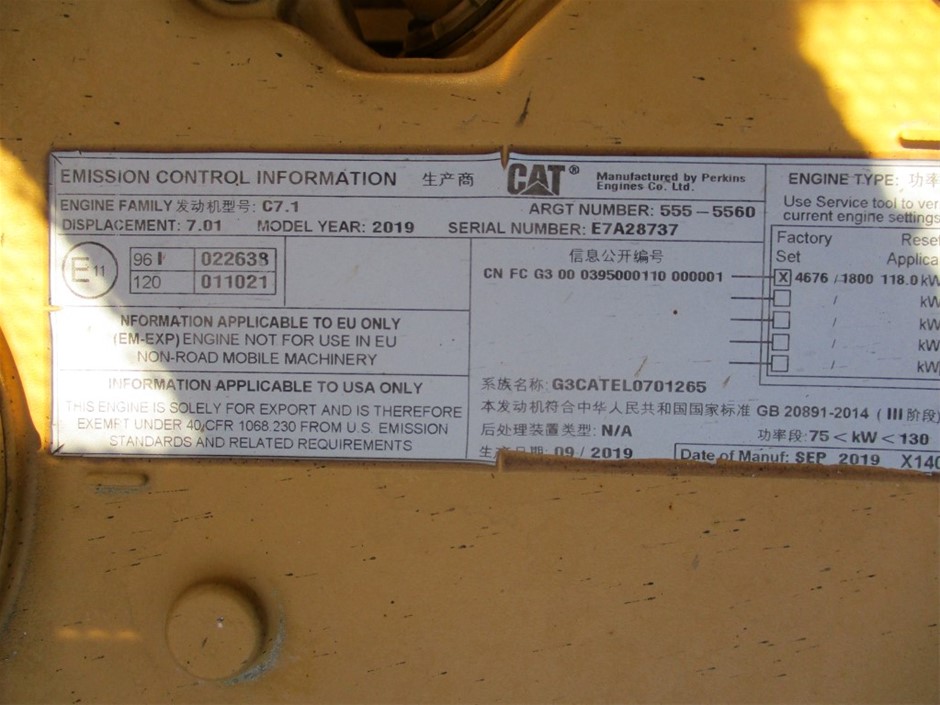 EMISSION CONTROL INFORMATION 生产商 CAT® Manufactured by Perkins Engines Co. Ltd.
ENGINE FAMILY 发动机型号: C7.1 ARGT NUMBER: 555-5560
DISPLACEMENT: 7.01 MODEL YEAR: 2019 SERIAL NUMBER: E7A28737
E11
96 022638
120 011021
NFORMATION APPLICABLE TO EU ONLY
(EM-EXP) ENGINE NOT FOR USE IN EU
NON-ROAD MOBILE MACHINERY
INFORMATION APPLICABLE TO USA ONLY
THIS ENGINE IS SOLELY FOR EXPORT AND IS THEREFORE
EXEMPT UNDER 40/CFR 1068.230 FROM U.S. EMISSION
STANDARDS AND RELATED REQUIREMENTS
信息公开编号
CN FC G3 00 0395000110 000001
系族名称: G3CATEL0701265
本发动机符合中华人民共和国国家标准 GB 20891-2014 (III阶段)
后处理装置类型: N/A 功率段: 75<kW<130
生产日期: 09/2019 Date of Manuf: SEP 2019 X140
ENGINE TYPE: 功率
Use Service tool to ver
current engine settings
Factory Rese
Set Applica
X 4676 / 1800 118.0 kW
/ kW
/ kW
/ kW
/ kW